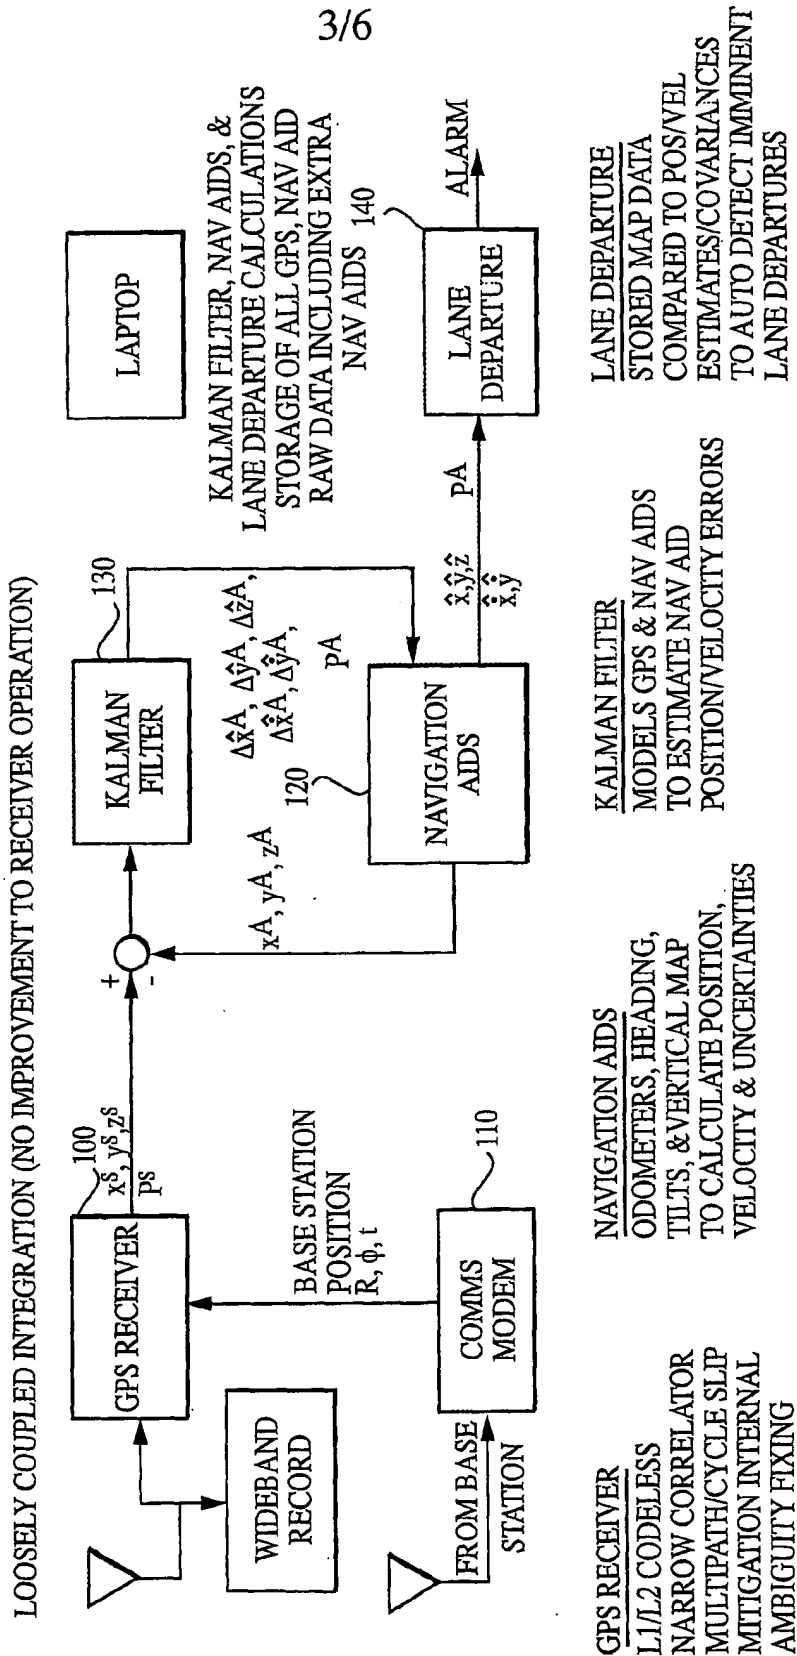 3/6
LOOSELY COUPLED INTEGRATION (NO IMPROVEMENT TO RECEIVER OPERATION)
WIDEBAND
RECORD
GPS RECEIVER
100
xˢ, yˢ,zˢ
Pˢ
BASE STATION
POSITION
R, ϕ, t
FROM BASE
STATION
COMMS
MODEM
110
+
-
KALMAN
FILTER
130
xA, yA, zA
Δx̂A, ΔŷA, ΔẑA,
Δẋ̂A, Δẏ̂A,
PA
120
NAVIGATION
AIDS
x̂,ŷ,ẑ
ẋ̂,ẏ̂
PA
LAPTOP
KALMAN FILTER, NAV AIDS, &
LANE DEPARTURE CALCULATIONS
STORAGE OF ALL GPS, NAV AID
RAW DATA INCLUDING EXTRA
NAV AIDS
140
LANE
DEPARTURE
ALARM
GPS RECEIVER
L1/L2 CODELESS
NARROW CORRELATOR
MULTIPATH/CYCLE SLIP
MITIGATION INTERNAL
AMBIGUITY FIXING
NAVIGATION AIDS
ODOMETERS, HEADING,
TILTS, &VERTICAL MAP
TO CALCULATE POSITION,
VELOCITY & UNCERTAINTIES
KALMAN FILTER
MODELS GPS & NAV AIDS
TO ESTIMATE NAV AID
POSITION/VELOCITY ERRORS
LANE DEPARTURE
STORED MAP DATA
COMPARED TO POS/VEL
ESTIMATES/COVARIANCES
TO AUTO DETECT IMMINENT
LANE DEPARTURES